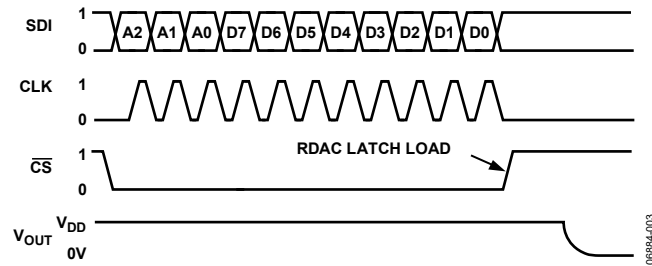 SDI 1 0 A2 A1 A0 D7 D6 D5 D4 D3 D2 D1 D0
CLK 1 0
CS 1 0 RDAC LATCH LOAD
VOUT VDD 0V
06884-003